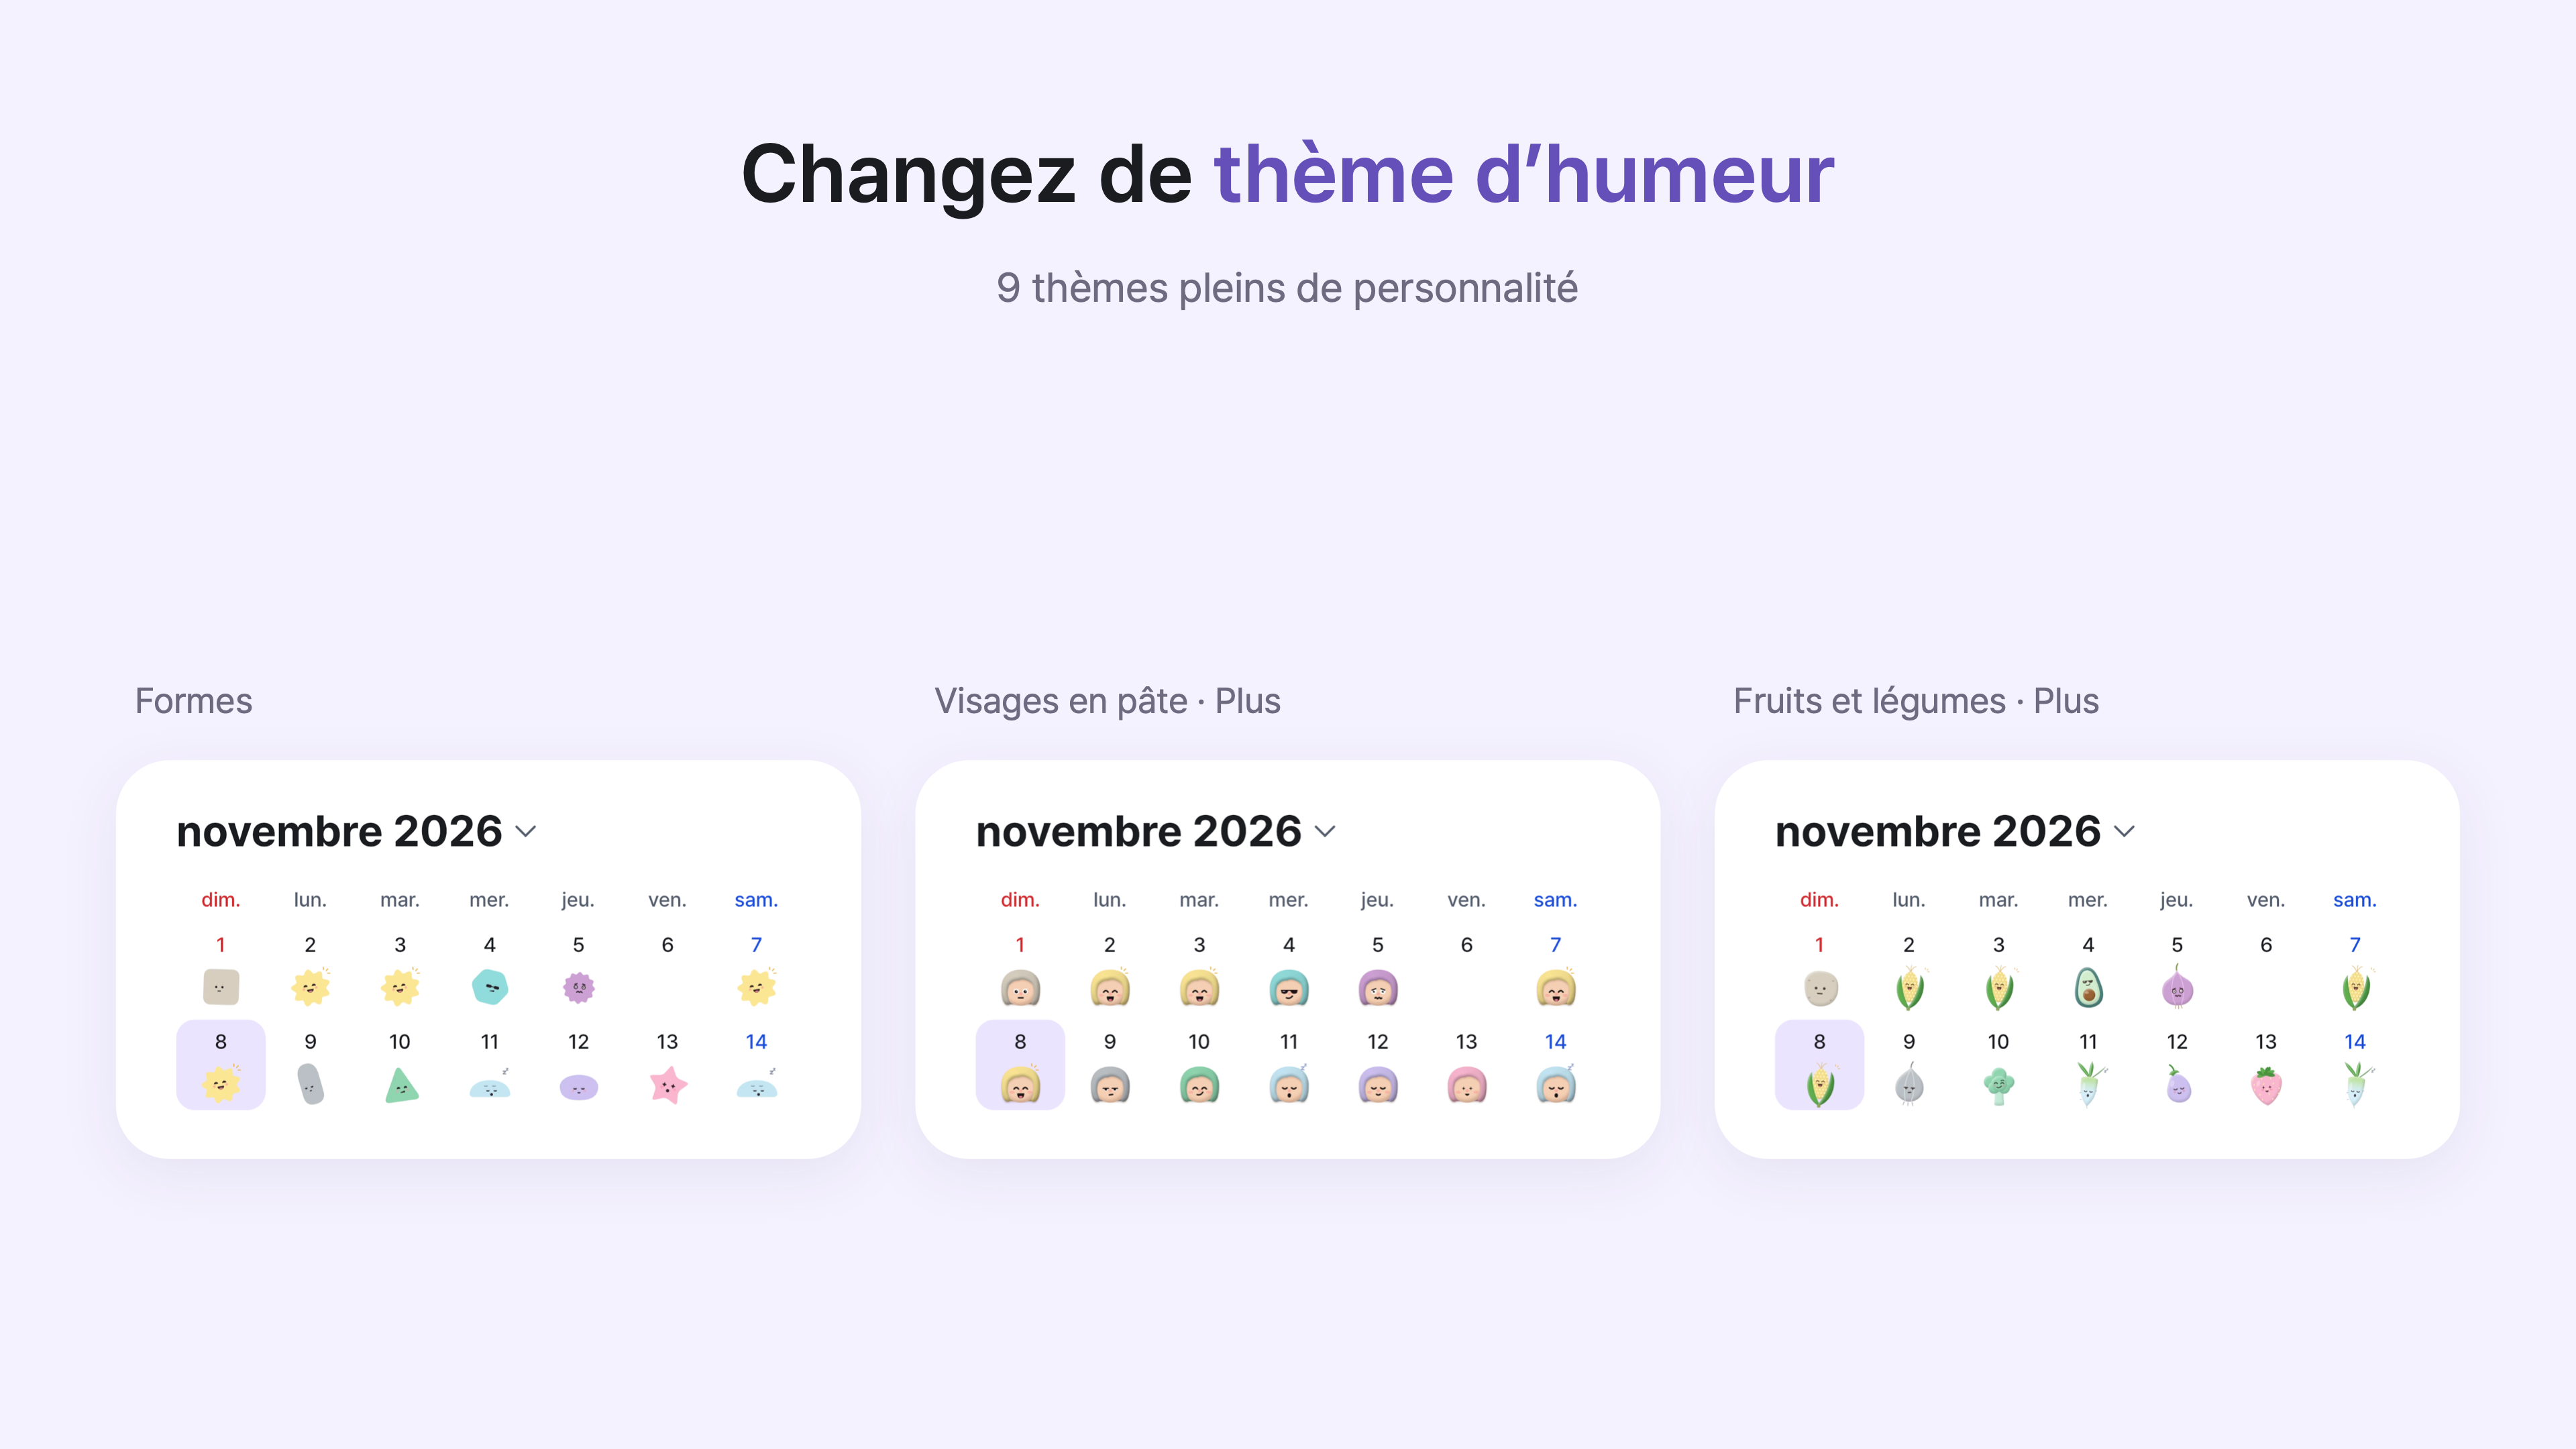 Changez de thème d’humeur
9 thèmes pleins de personnalité
Formes
novembre 2026
dim. lun. mar. mer. jeu. ven. sam.
1 2 3 4 5 6 7
8 9 10 11 12 13 14
Visages en pâte · Plus
novembre 2026
dim. lun. mar. mer. jeu. ven. sam.
1 2 3 4 5 6 7
8 9 10 11 12 13 14
Fruits et légumes · Plus
novembre 2026
dim. lun. mar. mer. jeu. ven. sam.
1 2 3 4 5 6 7
8 9 10 11 12 13 14